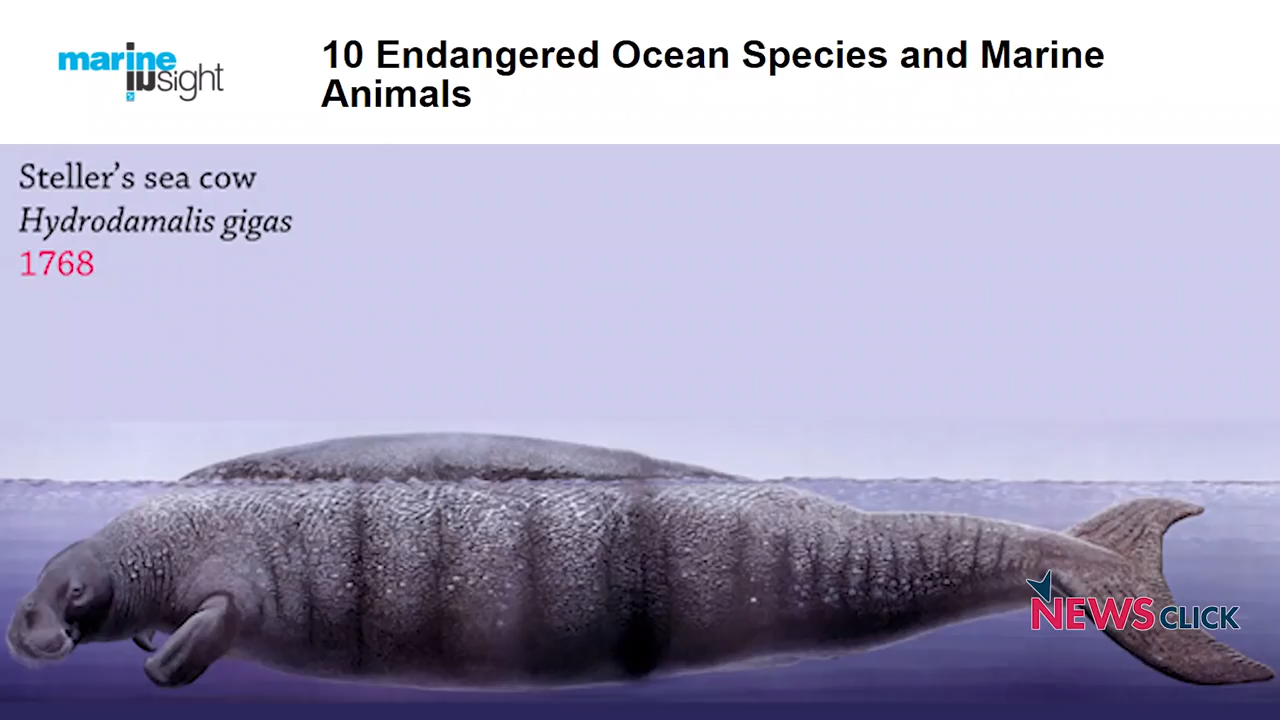 marine
insight
10 Endangered Ocean Species and Marine
Animals
Steller's sea cow
Hydrodamalis gigas
1768
NEWSCLICK